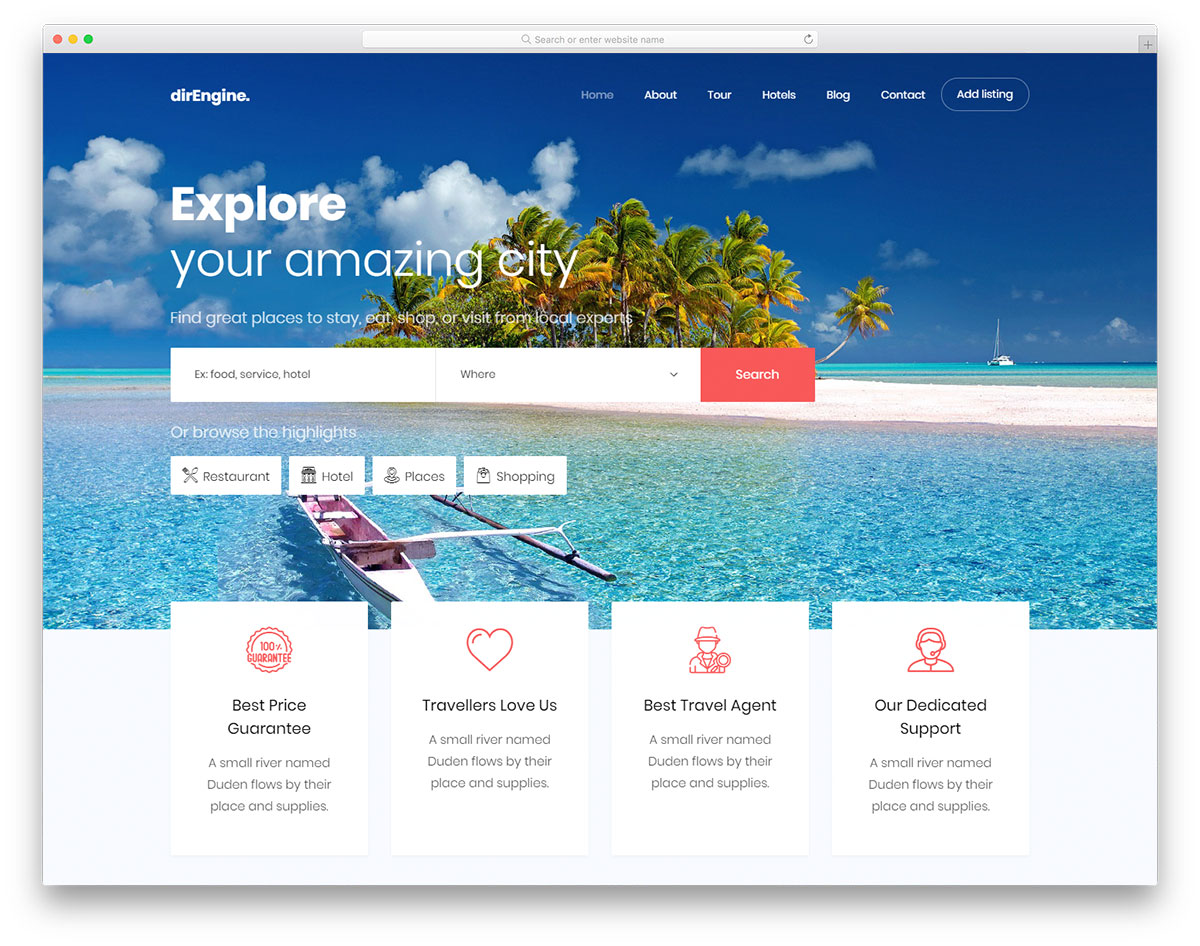 Search or enter website name
dirEngine.
Home About Tour Hotels Blog Contact Add listing
Explore
your amazing city
Find great places to stay, eat, shop, or visit from local experts
Ex: food, service, hotel Where Search
Or browse the highlights
Restaurant Hotel Places Shopping
100%
GUARANTEE
Best Price
Guarantee
A small river named
Duden flows by their
place and supplies.
Travellers Love Us
A small river named
Duden flows by their
place and supplies.
Best Travel Agent
A small river named
Duden flows by their
place and supplies.
Our Dedicated
Support
A small river named
Duden flows by their
place and supplies.